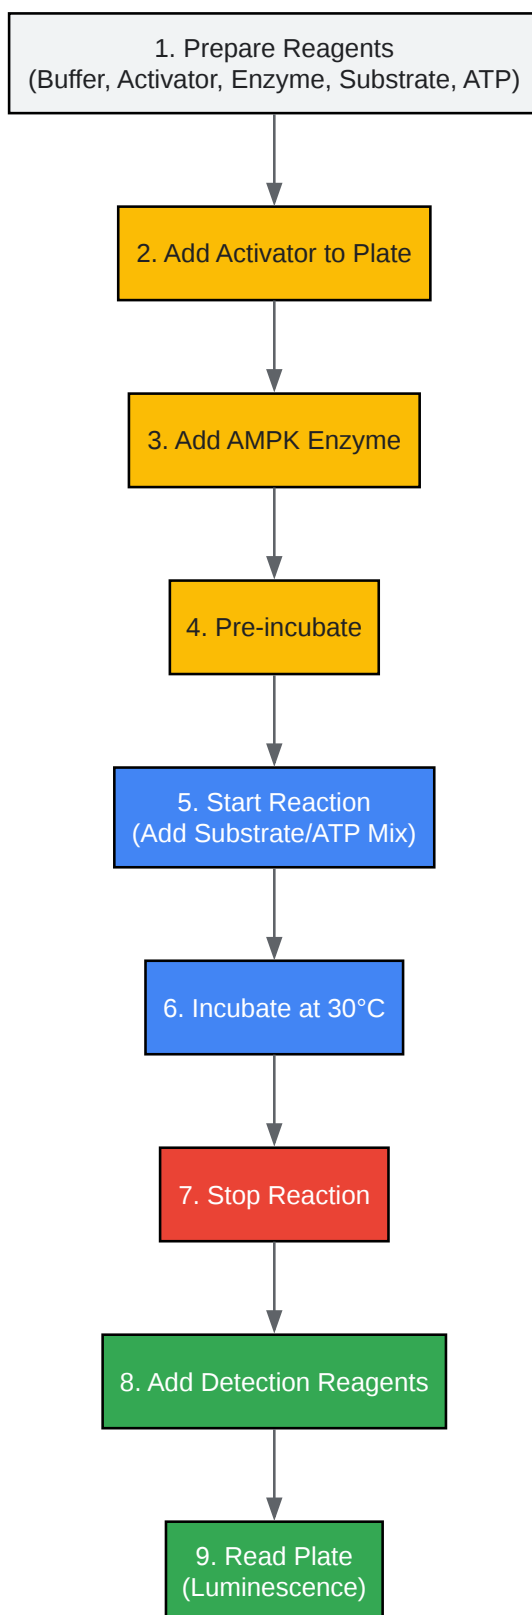 1. Prepare Reagents
(Buffer, Activator, Enzyme, Substrate, ATP)
2. Add Activator to Plate
3. Add AMPK Enzyme
4. Pre-incubate
5. Start Reaction
(Add Substrate/ATP Mix)
6. Incubate at 30°C
7. Stop Reaction
8. Add Detection Reagents
9. Read Plate
(Luminescence)